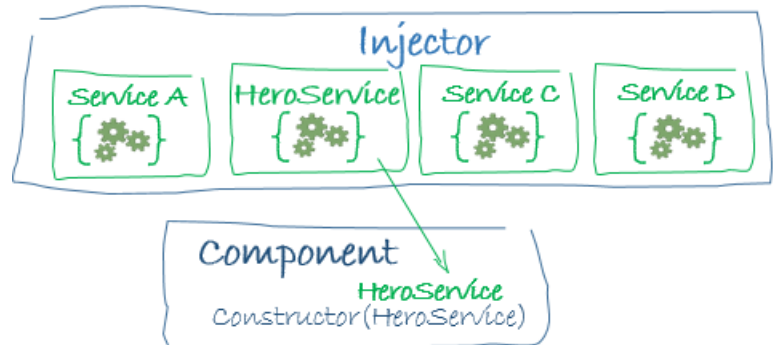 Injector
Service A
HeroService
Service C
Service D
Component
HeroService
Constructor(HeroService)